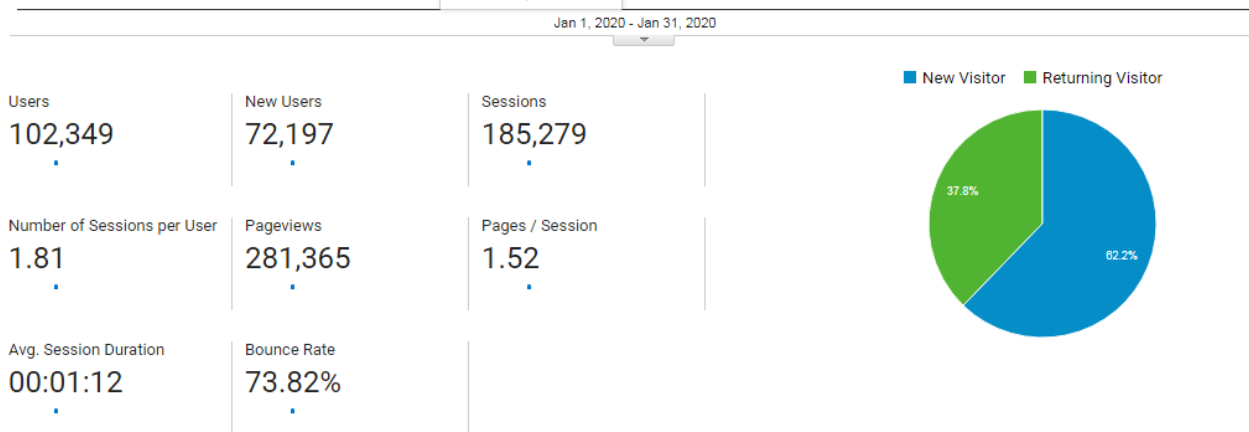 Jan 1, 2020 - Jan 31, 2020
New Visitor Returning Visitor
Users New Users Sessions
102,349 72,197 185,279
37.8%
Number of Sessions per User Pageviews Pages / Session
1.81 281,365 1.52
62.2%
Avg. Session Duration Bounce Rate
00:01:12 73.82%